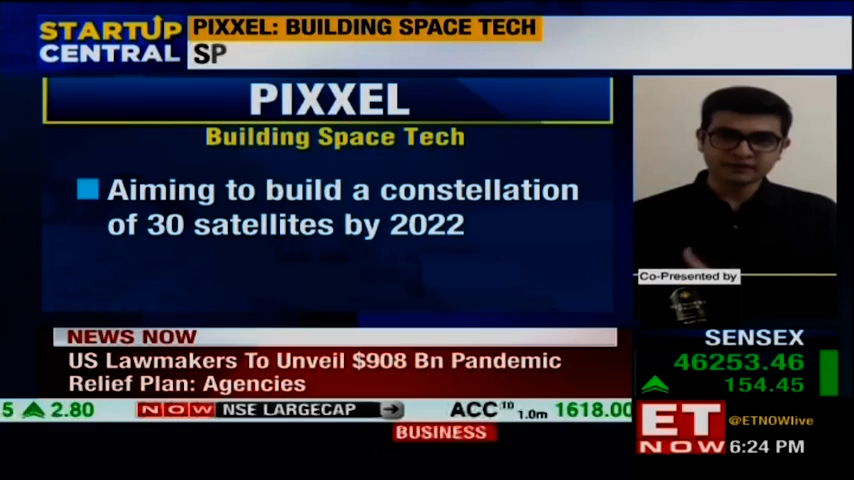 STARTUP
CENTRAL
PIXXEL: BUILDING SPACE TECH
SP
PIXXEL
Building Space Tech
Aiming to build a constellation
of 30 satellites by 2022
Co-Presented by
NEWS NOW
US Lawmakers To Unveil $908 Bn Pandemic
Relief Plan: Agencies
SENSEX
46253.46
154.45
5 2.80 NOW NSE LARGECAP ACC 10 1.0m 1618.00
BUSINESS
ET
NOW
@ETNOWlive
6:24 PM